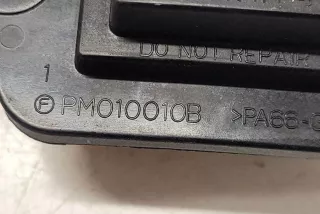 DO NOT REPAIR
1
Ⓕ PM010010B >PA66-